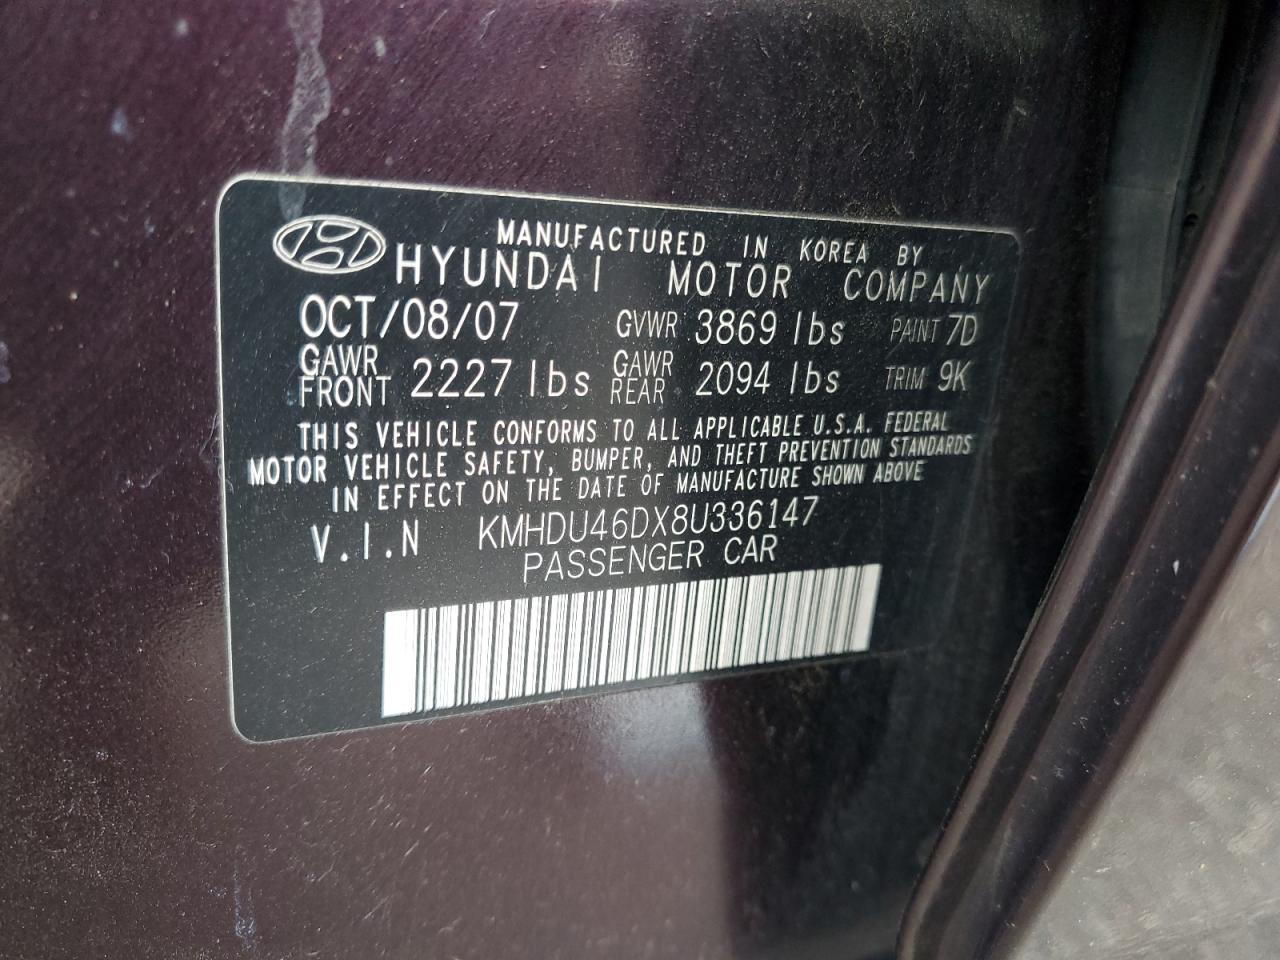 MANUFACTURED IN KOREA BY
HYUNDAI MOTOR COMPANY
OCT/08/07 GVWR 3869 lbs PAINT 7D
GAWR FRONT 2227 lbs GAWR REAR 2094 lbs TRIM 9K
THIS VEHICLE CONFORMS TO ALL APPLICABLE U.S.A. FEDERAL
MOTOR VEHICLE SAFETY, BUMPER, AND THEFT PREVENTION STANDARDS
IN EFFECT ON THE DATE OF MANUFACTURE SHOWN ABOVE
V.I.N KMHDU46DX8U336147
PASSENGER CAR